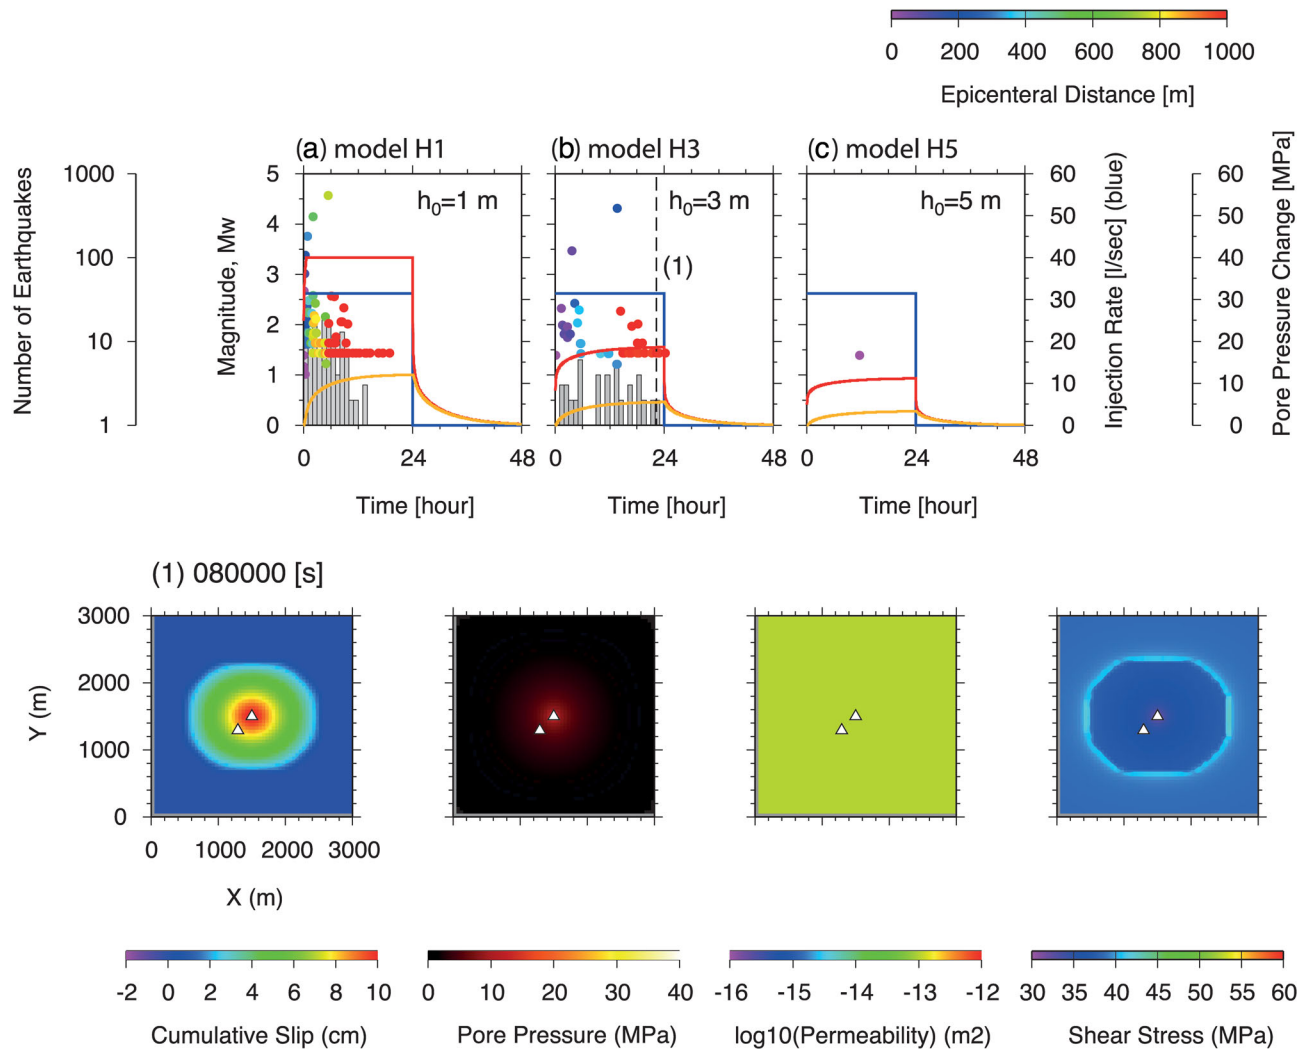 0 200 400 600 800 1000
Epicenteral Distance [m]
(a) model H1 (b) model H3 (c) model H5
Number of Earthquakes
1000
100
10
1
Magnitude, Mw
5
4
3
2
1
0
h0=1 m
h0=3 m
h0=5 m
(1)
Injection Rate [l/sec] (blue)
60
50
40
30
20
10
0
Pore Pressure Change [MPa]
60
50
40
30
20
10
0
0 24 48 0 24 48 0 24 48
Time [hour] Time [hour] Time [hour]
(1) 080000 [s]
Y (m)
3000
2000
1000
0
0 1000 2000 3000
X (m)
-2 0 2 4 6 8 10
Cumulative Slip (cm)
0 10 20 30 40
Pore Pressure (MPa)
-16 -15 -14 -13 -12
log10(Permeability) (m2)
30 35 40 45 50 55 60
Shear Stress (MPa)